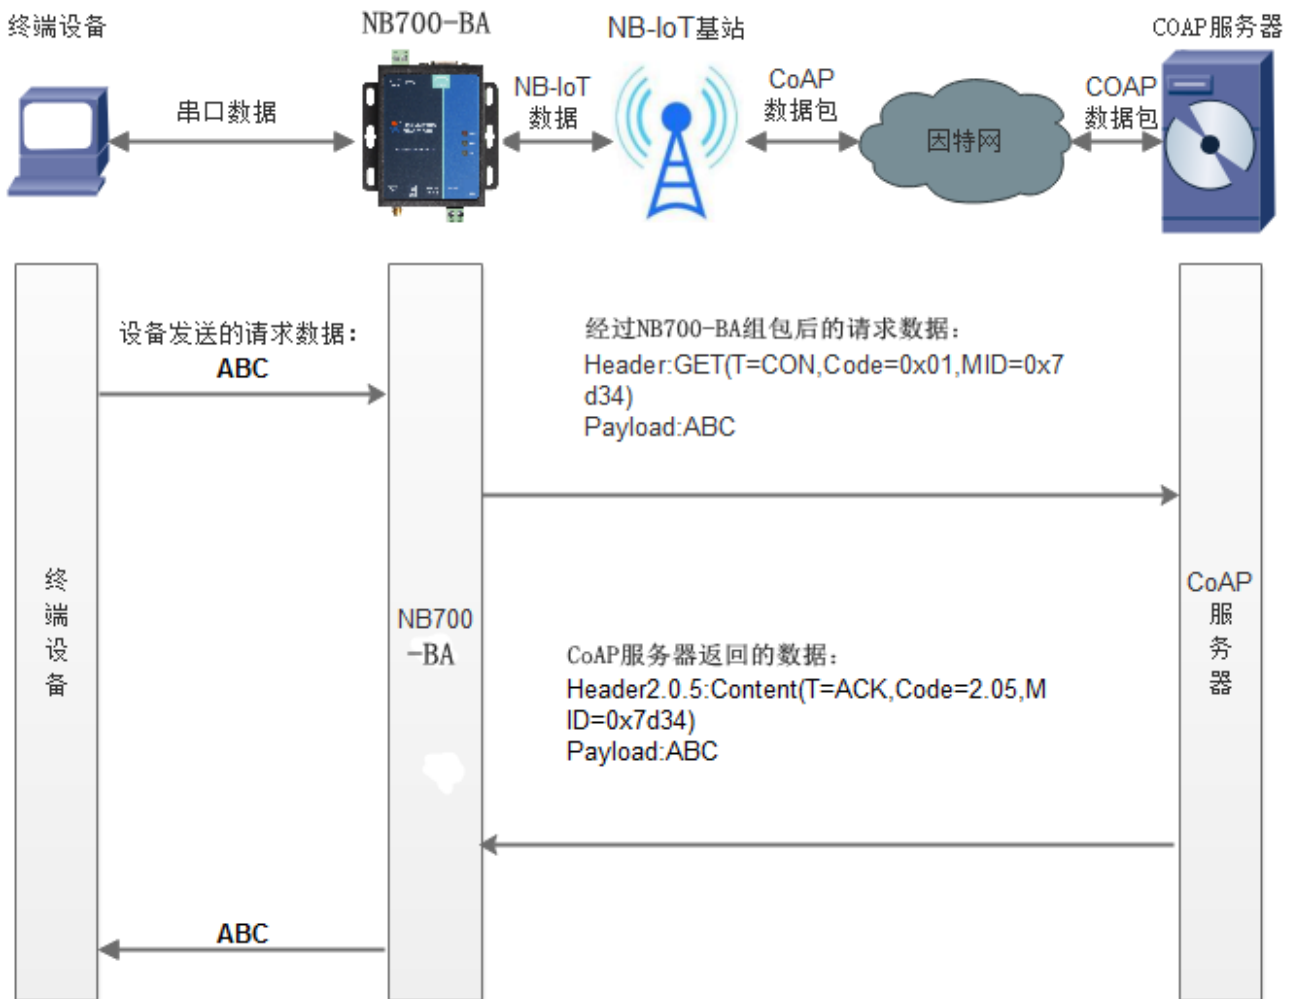 终端设备
NB700-BA
NB-IoT基站
COAP服务器
串口数据
NB-IoT
数据
CoAP
数据包
因特网
COAP
数据包
设备发送的请求数据：
ABC
经过NB700-BA组包后的请求数据：
Header:GET(T=CON,Code=0x01,MID=0x7
d34)
Payload:ABC
终
端
设
备
NB700
-BA
CoAP
服
务
器
CoAP服务器返回的数据：
Header2.0.5:Content(T=ACK,Code=2.05,M
ID=0x7d34)
Payload:ABC
ABC